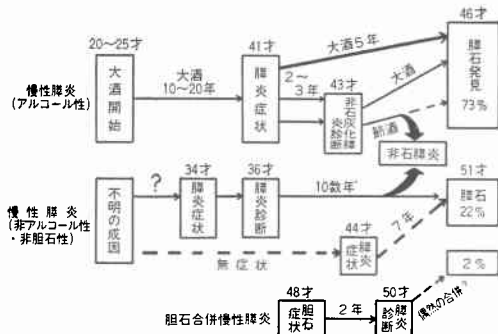 46才
20〜25才
41才
大酒5年
慢性膵炎
(アルコール性)
大酒開始
大酒
10〜20年
膵炎症状
2〜
3年
43才
非石灰化膵炎診断
大酒
節酒
膵石発見
73%
非石膵炎
51才
慢性膵炎
(非アルコール性
・非胆石性)
不明の成因
?
34才
膵炎症状
36才
膵炎診断
10数年
膵石
22%
44才
膵炎症状
7年
無症状
2%
48才
50才
偶然の合併?
胆石合併慢性膵炎
胆石症状
2年
膵炎診断